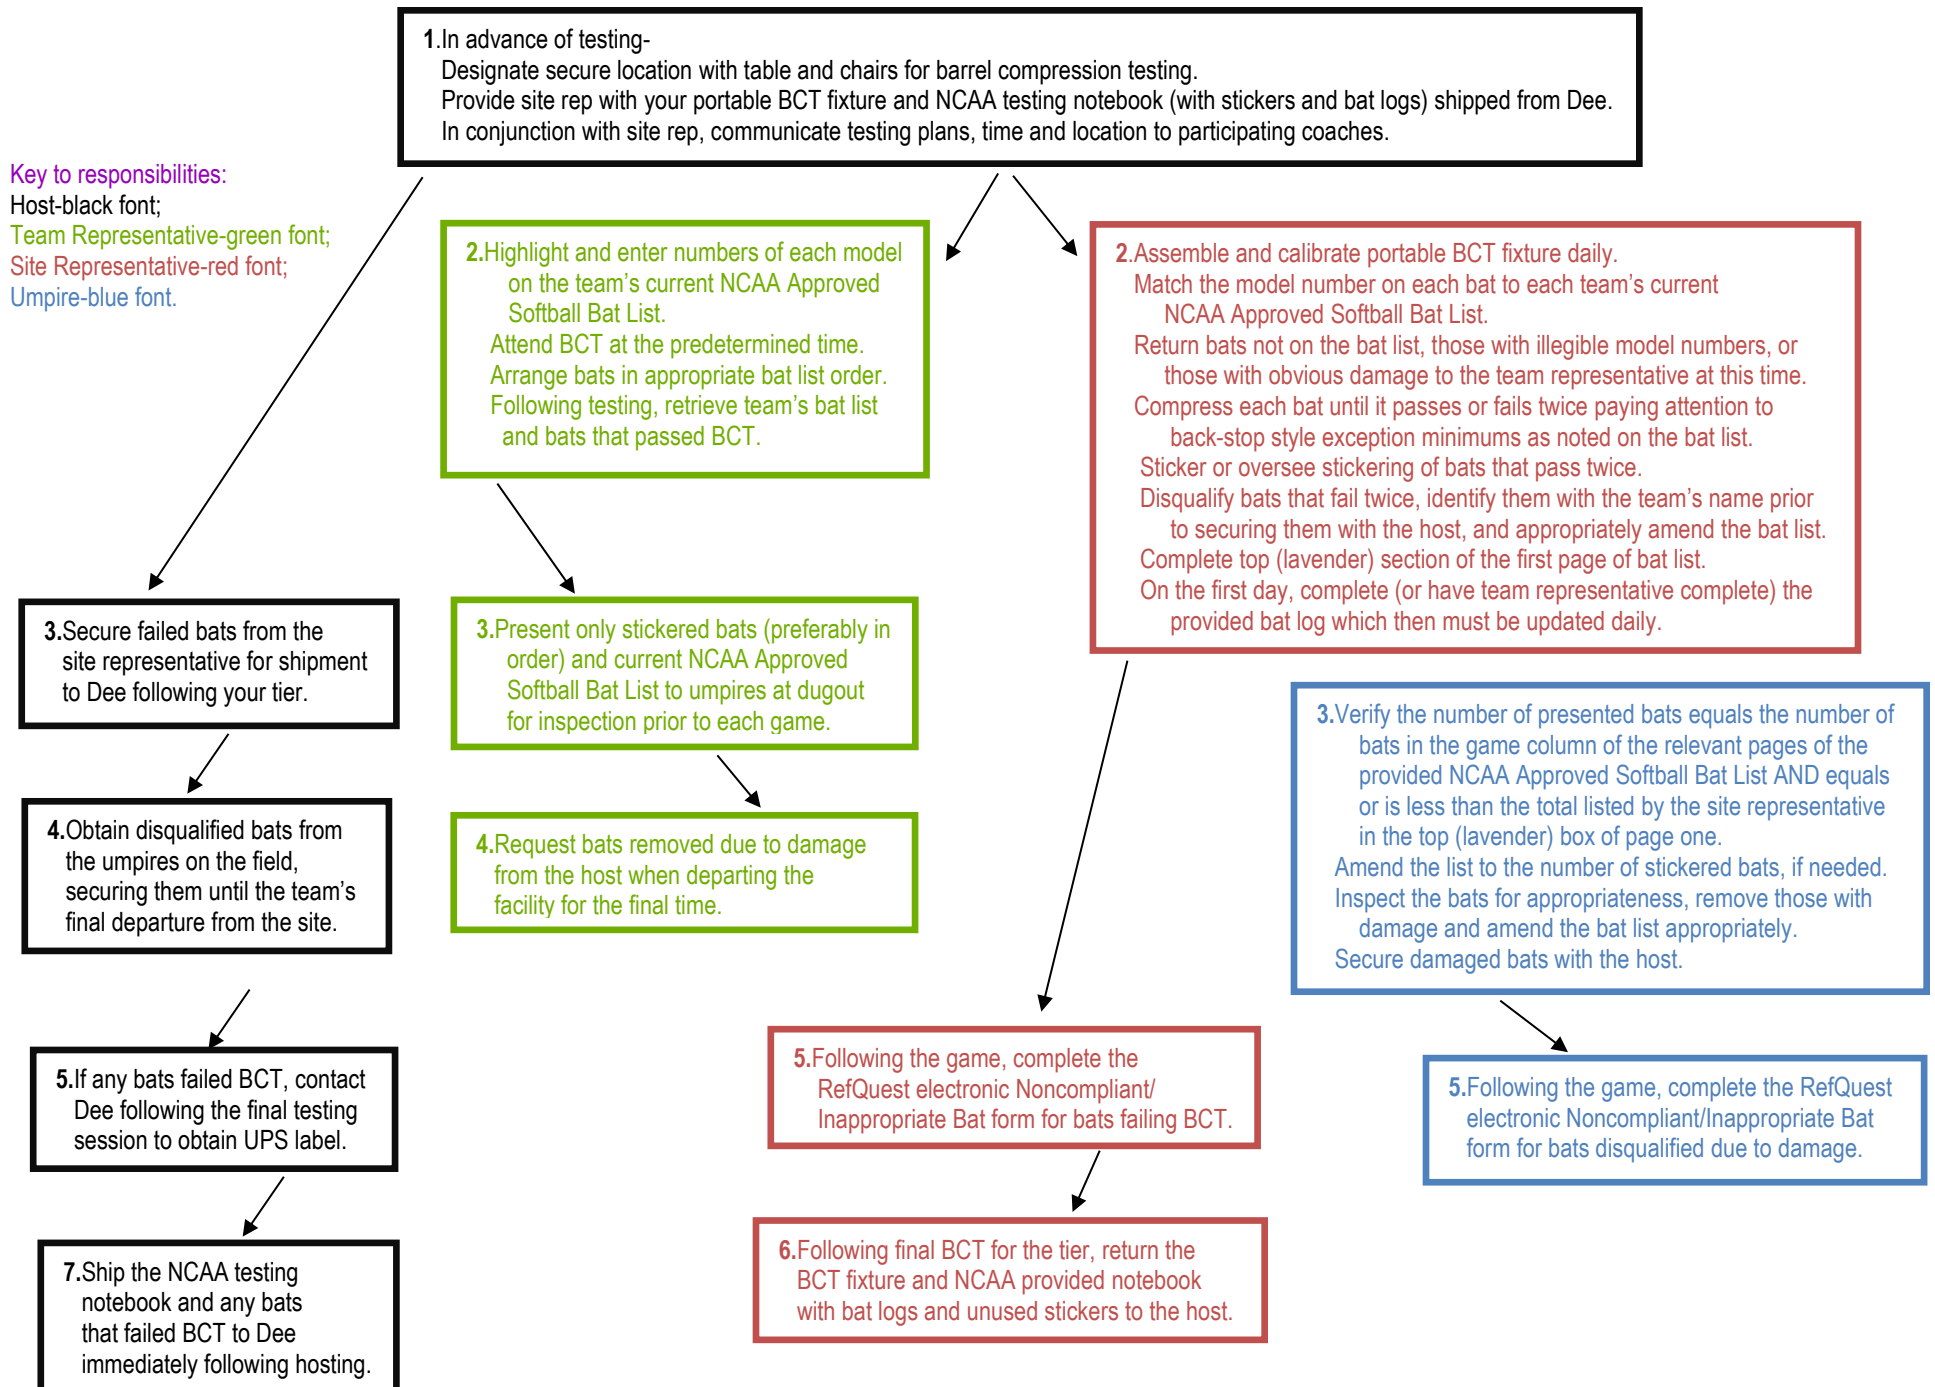 1.In advance of testing-
Designate secure location with table and chairs for barrel compression testing.
Provide site rep with your portable BCT fixture and NCAA testing notebook (with stickers and bat logs) shipped from Dee.
In conjunction with site rep, communicate testing plans, time and location to participating coaches.
Key to responsibilities:
Host-black font;
Team Representative-green font;
Site Representative-red font;
Umpire-blue font.
2.Highlight and enter numbers of each model
on the team's current NCAA Approved
Softball Bat List.
Attend BCT at the predetermined time.
Arrange bats in appropriate bat list order.
Following testing, retrieve team's bat list
and bats that passed BCT.
2.Assemble and calibrate portable BCT fixture daily.
Match the model number on each bat to each team's current
NCAA Approved Softball Bat List.
Return bats not on the bat list, those with illegible model numbers, or
those with obvious damage to the team representative at this time.
Compress each bat until it passes or fails twice paying attention to
back-stop style exception minimums as noted on the bat list.
Sticker or oversee stickering of bats that pass twice.
Disqualify bats that fail twice, identify them with the team's name prior
to securing them with the host, and appropriately amend the bat list.
Complete top (lavender) section of the first page of bat list.
On the first day, complete (or have team representative complete) the
provided bat log which then must be updated daily.
3.Secure failed bats from the
site representative for shipment
to Dee following your tier.
3.Present only stickered bats (preferably in
order) and current NCAA Approved
Softball Bat List to umpires at dugout
for inspection prior to each game.
3.Verify the number of presented bats equals the number of
bats in the game column of the relevant pages of the
provided NCAA Approved Softball Bat List AND equals
or is less than the total listed by the site representative
in the top (lavender) box of page one.
Amend the list to the number of stickered bats, if needed.
Inspect the bats for appropriateness, remove those with
damage and amend the bat list appropriately.
Secure damaged bats with the host.
4.Obtain disqualified bats from
the umpires on the field,
securing them until the team's
final departure from the site.
4.Request bats removed due to damage
from the host when departing the
facility for the final time.
5.If any bats failed BCT, contact
Dee following the final testing
session to obtain UPS label.
5.Following the game, complete the
RefQuest electronic Noncompliant/
Inappropriate Bat form for bats failing BCT.
5.Following the game, complete the RefQuest
electronic Noncompliant/Inappropriate Bat
form for bats disqualified due to damage.
6.Following final BCT for the tier, return the
BCT fixture and NCAA provided notebook
with bat logs and unused stickers to the host.
7.Ship the NCAA testing
notebook and any bats
that failed BCT to Dee
immediately following hosting.